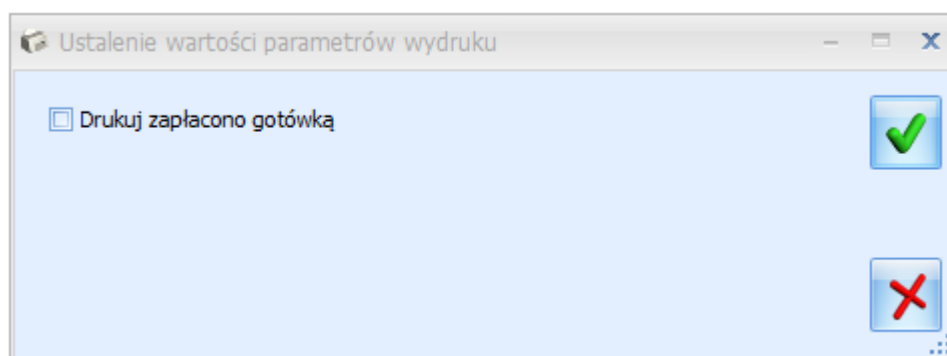 Ustalenie wartości parametrów wydruku
Drukuj zapłacono gotówką